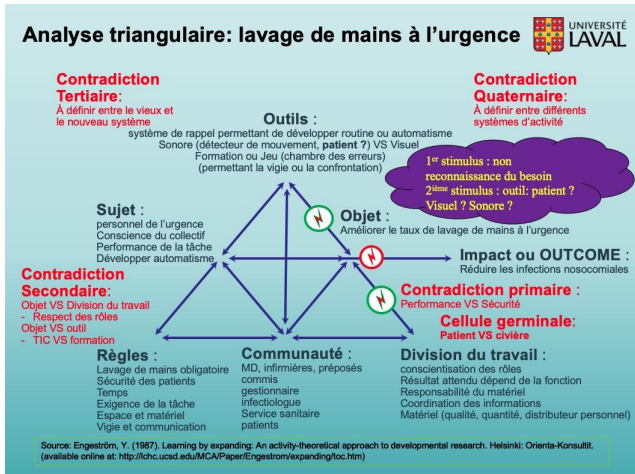 Analyse triangulaire: lavage de mains à l'urgence
UNIVERSITÉ
LAVAL
Contradiction
Tertiaire:
À définir entre le vieux et
le nouveau système
Contradiction
Quaternaire:
À définir entre différents
systèmes d'activité
Outils :
système de rappel permettant de développer routine ou automatisme
Sonore (détecteur de mouvement, patient ?) VS Visuel
Formation ou Jeu (chambre des erreurs)
(permettant la vigie ou la confrontation)
1er stimulus : non
reconnaissance du besoin
2ième stimulus : outil: patient ?
Visuel ? Sonore ?
Sujet :
personnel de l'urgence
Conscience du collectif
Performance de la tâche
Développer automatisme
Objet :
Améliorer le taux de lavage de mains à l'urgence
Impact ou OUTCOME :
Réduire les infections nosocomiales
Contradiction
Secondaire:
Objet VS Division du travail
- Respect des rôles
Objet VS outil
- TIC VS formation
Contradiction primaire :
Performance VS Sécurité
Cellule germinale:
Patient VS civière
Règles :
Lavage de mains obligatoire
Sécurité des patients
Temps
Exigence de la tâche
Espace et matériel
Vigie et communication
Communauté :
MD, infirmières, préposés
commis
gestionnaire
infectiologue
Service sanitaire
patients
Division du travail :
conscientisation des rôles
Résultat attendu dépend de la fonction
Responsabilité du matériel
Coordination des informations
Matériel (qualité, quantité, distributeur personnel)
Source: Engeström, Y. (1987). Learning by expanding: An activity-theoretical approach to developmental research. Helsinki: Orienta-Konsultit.
(available online at: http://lchc.ucsd.edu/MCA/Paper/Engestrom/expanding/toc.htm)